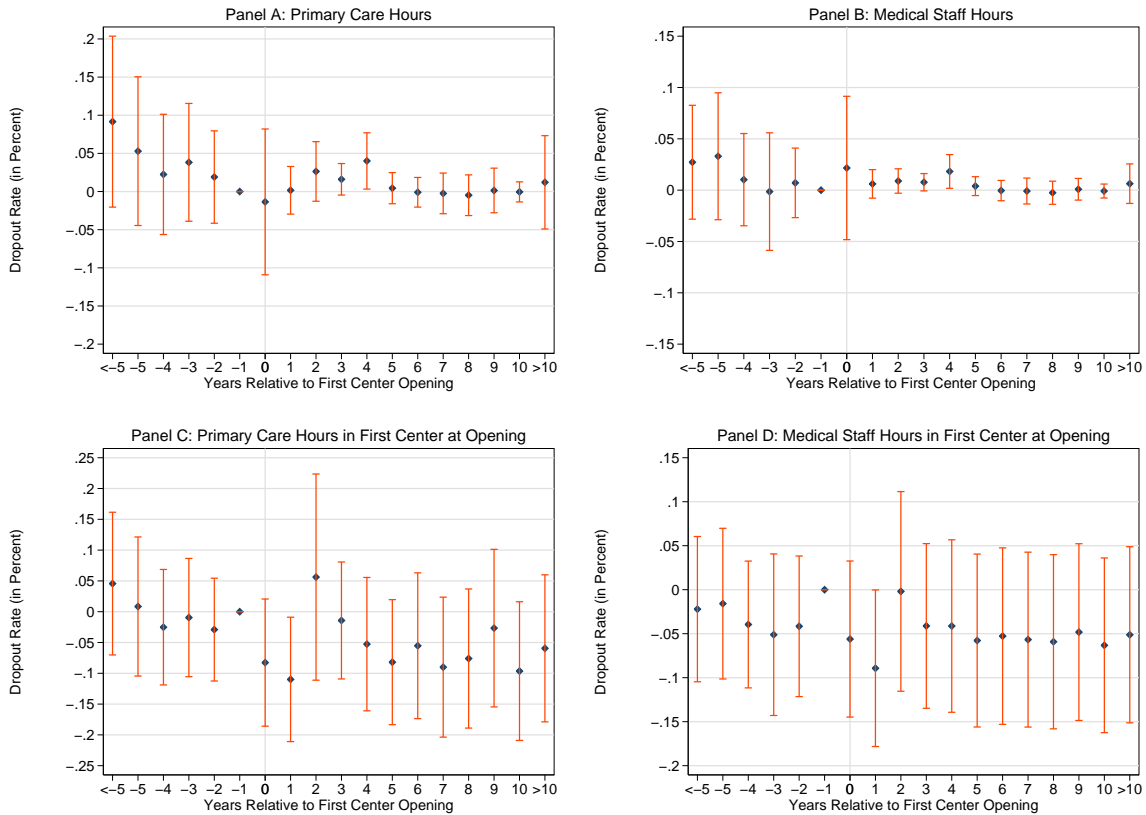 Panel A: Primary Care Hours
Dropout Rate (in Percent)
.2
.15
.1
.05
0
−.05
−.1
−.15
−.2
<−5 −5 −4 −3 −2 −1 0 1 2 3 4 5 6 7 8 9 10 >10
Years Relative to First Center Opening
Panel B: Medical Staff Hours
Dropout Rate (in Percent)
.15
.1
.05
0
−.05
−.1
−.15
<−5 −5 −4 −3 −2 −1 0 1 2 3 4 5 6 7 8 9 10 >10
Years Relative to First Center Opening
Panel C: Primary Care Hours in First Center at Opening
Dropout Rate (in Percent)
.25
.2
.15
.1
.05
0
−.05
−.1
−.15
−.2
−.25
<−5 −5 −4 −3 −2 −1 0 1 2 3 4 5 6 7 8 9 10 >10
Years Relative to First Center Opening
Panel D: Medical Staff Hours in First Center at Opening
Dropout Rate (in Percent)
.15
.1
.05
0
−.05
−.1
−.15
−.2
<−5 −5 −4 −3 −2 −1 0 1 2 3 4 5 6 7 8 9 10 >10
Years Relative to First Center Opening